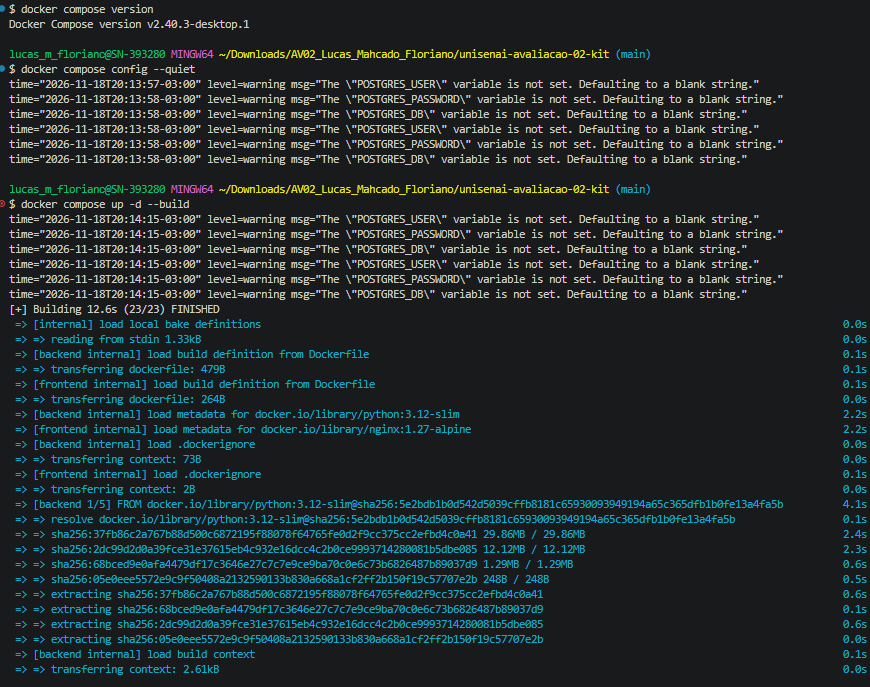 $ docker compose version
Docker Compose version v2.40.3-desktop.1
lucas_m_floriano@SN-393280 MINGW64 ~/Downloads/AV02_Lucas_Mahcado_Floriano/unisenai-avaliacao-02-kit (main)
$ docker compose config --quiet
time="2026-11-18T20:13:57-03:00" level=warning msg="The \"POSTGRES_USER\" variable is not set. Defaulting to a blank string."
time="2026-11-18T20:13:58-03:00" level=warning msg="The \"POSTGRES_PASSWORD\" variable is not set. Defaulting to a blank string."
time="2026-11-18T20:13:58-03:00" level=warning msg="The \"POSTGRES_DB\" variable is not set. Defaulting to a blank string."
time="2026-11-18T20:13:58-03:00" level=warning msg="The \"POSTGRES_USER\" variable is not set. Defaulting to a blank string."
time="2026-11-18T20:13:58-03:00" level=warning msg="The \"POSTGRES_PASSWORD\" variable is not set. Defaulting to a blank string."
time="2026-11-18T20:13:58-03:00" level=warning msg="The \"POSTGRES_DB\" variable is not set. Defaulting to a blank string."
lucas_m_floriano@SN-393280 MINGW64 ~/Downloads/AV02_Lucas_Mahcado_Floriano/unisenai-avaliacao-02-kit (main)
$ docker compose up -d --build
time="2026-11-18T20:14:15-03:00" level=warning msg="The \"POSTGRES_USER\" variable is not set. Defaulting to a blank string."
time="2026-11-18T20:14:15-03:00" level=warning msg="The \"POSTGRES_PASSWORD\" variable is not set. Defaulting to a blank string."
time="2026-11-18T20:14:15-03:00" level=warning msg="The \"POSTGRES_DB\" variable is not set. Defaulting to a blank string."
time="2026-11-18T20:14:15-03:00" level=warning msg="The \"POSTGRES_USER\" variable is not set. Defaulting to a blank string."
time="2026-11-18T20:14:15-03:00" level=warning msg="The \"POSTGRES_PASSWORD\" variable is not set. Defaulting to a blank string."
time="2026-11-18T20:14:15-03:00" level=warning msg="The \"POSTGRES_DB\" variable is not set. Defaulting to a blank string."
[+] Building 12.6s (23/23) FINISHED
=> [internal] load local bake definitions 0.0s
=> => reading from stdin 1.33kB 0.0s
=> [backend internal] load build definition from Dockerfile 0.1s
=> => transferring dockerfile: 479B 0.1s
=> [frontend internal] load build definition from Dockerfile 0.1s
=> => transferring dockerfile: 264B 0.0s
=> [backend internal] load metadata for docker.io/library/python:3.12-slim 2.2s
=> [frontend internal] load metadata for docker.io/library/nginx:1.27-alpine 2.2s
=> [backend internal] load .dockerignore 0.0s
=> => transferring context: 73B 0.0s
=> [frontend internal] load .dockerignore 0.1s
=> => transferring context: 2B 0.0s
=> [backend 1/5] FROM docker.io/library/python:3.12-slim@sha256:5e2bdb1b0d542d5039cffb8181c65930093949194a65c365dfb1b0fe13a4fa5b 4.1s
=> => resolve docker.io/library/python:3.12-slim@sha256:5e2bdb1b0d542d5039cffb8181c65930093949194a65c365dfb1b0fe13a4fa5b 0.1s
=> => sha256:37fb86c2a767b88d500c6872195f88078f64765fe0d2f9cc375cc2efbd4c0a41 29.86MB / 29.86MB 2.4s
=> => sha256:2dc99d2d0a39fce31e37615eb4c932e16dcc4c2b0ce9993714280081b5dbe085 12.12MB / 12.12MB 2.3s
=> => sha256:68bced9e0afa4479df17c3646e27c7c7e9ce9ba70c0e6c73b6826487b89037d9 1.29MB / 1.29MB 0.6s
=> => sha256:05e0eee5572e9c9f50408a2132590133b830a668a1cf2ff2b150f19c57707e2b 248B / 248B 0.5s
=> => extracting sha256:37fb86c2a767b88d500c6872195f88078f64765fe0d2f9cc375cc2efbd4c0a41 0.6s
=> => extracting sha256:68bced9e0afa4479df17c3646e27c7c7e9ce9ba70c0e6c73b6826487b89037d9 0.1s
=> => extracting sha256:2dc99d2d0a39fce31e37615eb4c932e16dcc4c2b0ce9993714280081b5dbe085 0.6s
=> => extracting sha256:05e0eee5572e9c9f50408a2132590133b830a668a1cf2ff2b150f19c57707e2b 0.0s
=> [backend internal] load build context 0.1s
=> => transferring context: 2.61kB 0.0s